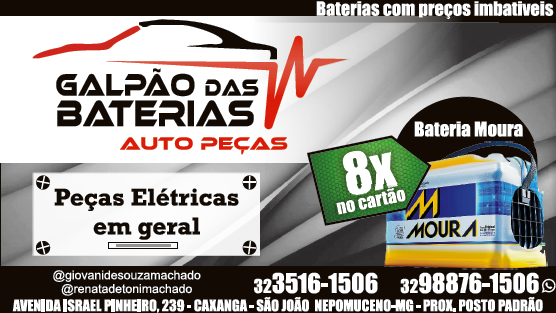 Baterias com preços imbatíveis
GALPÃO DAS
BATERIAS
AUTO PEÇAS
Bateria Moura
8x
no cartão
MOURA
Peças Elétricas
em geral
@giovanidesouzamachado
@renatadetonimachado
32 3516-1506
32 98876-1506
AVENIDA ISRAEL PINHEIRO, 239 - CAXANGA - SÃO JOÃO NEPOMUCENO-MG - PROX. POSTO PADRÃO